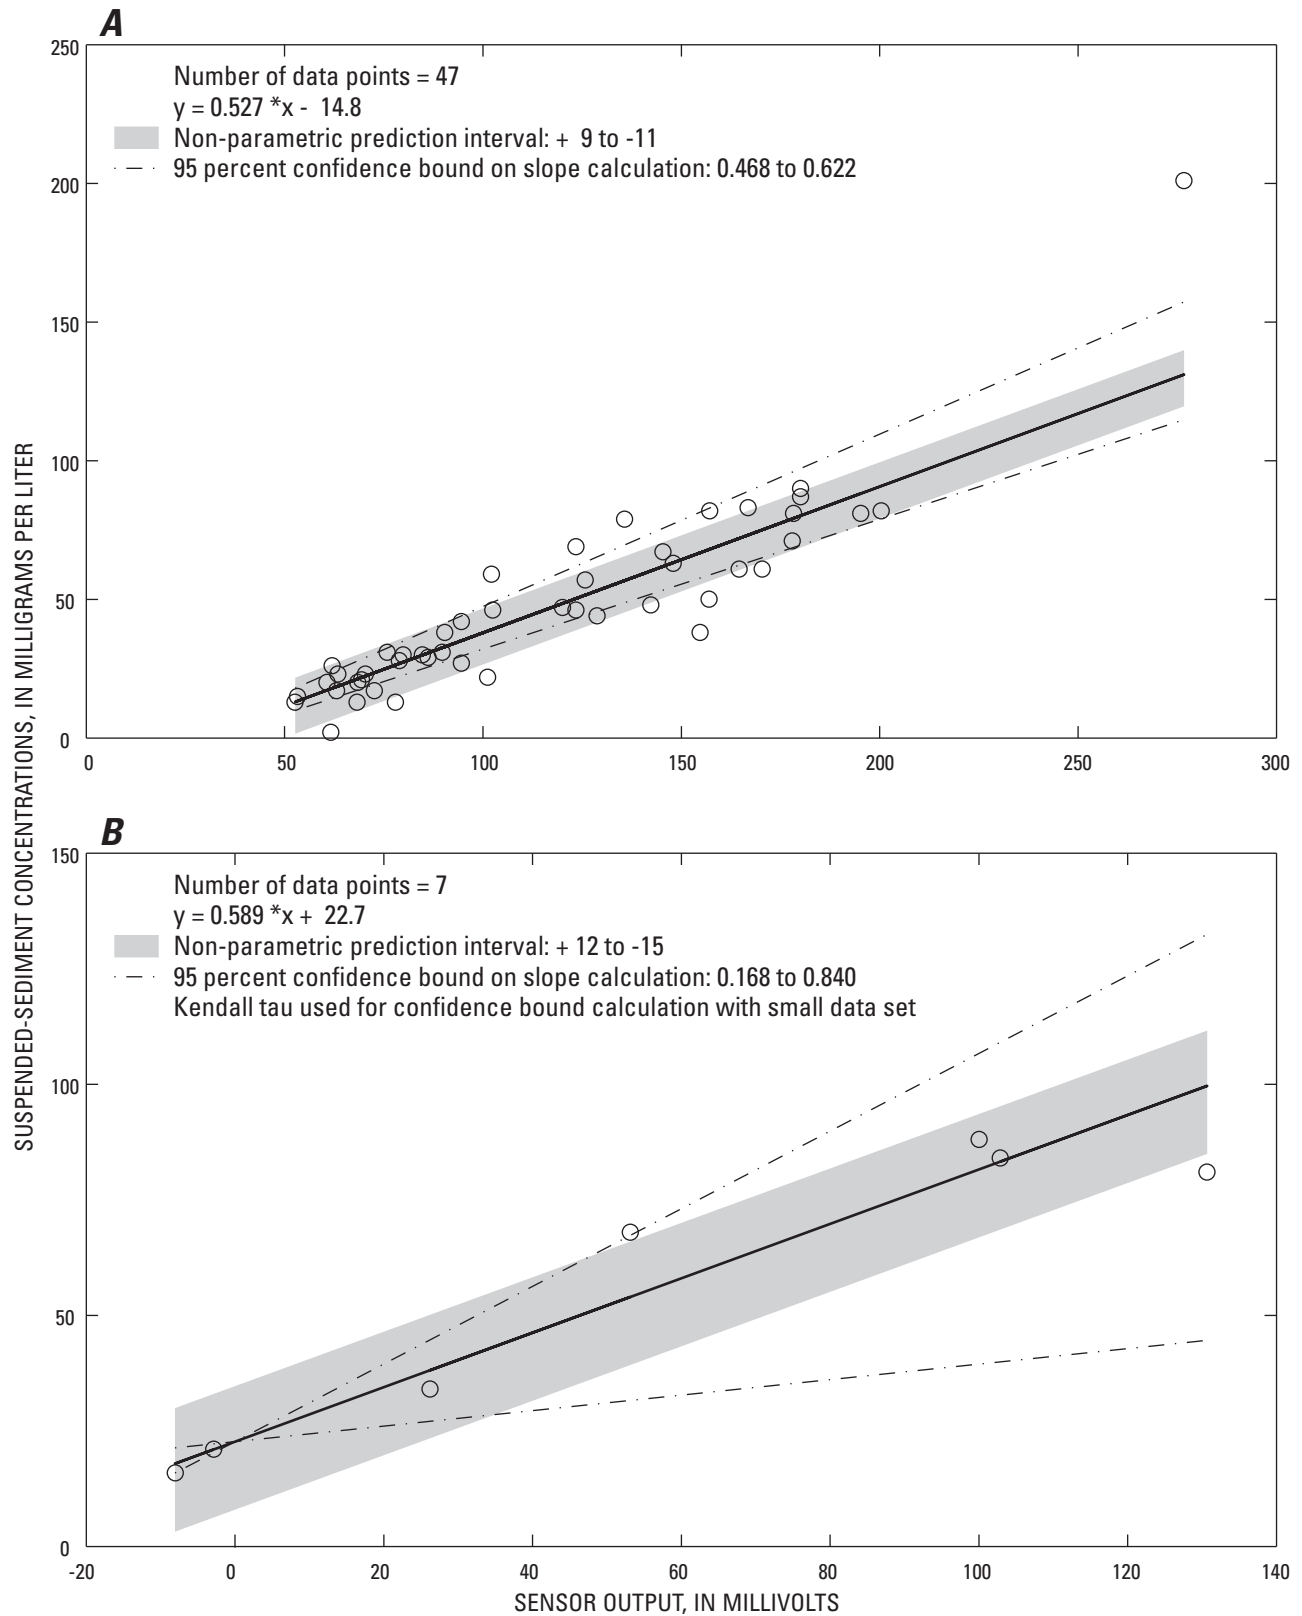 A
250
Number of data points = 47
y = 0.527 *x - 14.8
Non-parametric prediction interval: + 9 to -11
95 percent confidence bound on slope calculation: 0.468 to 0.622
200
150
100
50
0
0 50 100 150 200 250 300
SUSPENDED-SEDIMENT CONCENTRATIONS, IN MILLIGRAMS PER LITER
B
150
Number of data points = 7
y = 0.589 *x + 22.7
Non-parametric prediction interval: + 12 to -15
95 percent confidence bound on slope calculation: 0.168 to 0.840
Kendall tau used for confidence bound calculation with small data set
100
50
0
-20 0 20 40 60 80 100 120 140
SENSOR OUTPUT, IN MILLIVOLTS